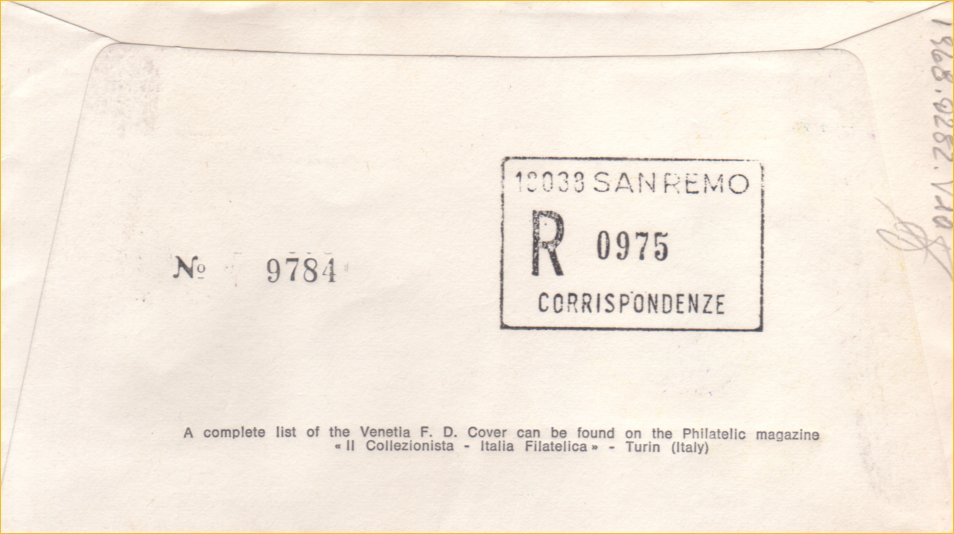 18038 SANREMO
R 0975
CORRISPONDENZE
№ 9784
A complete list of the Venetia F. D. Cover can be found on the Philatelic magazine
« Il Collezionista - Italia Filatelica » - Turin (Italy)